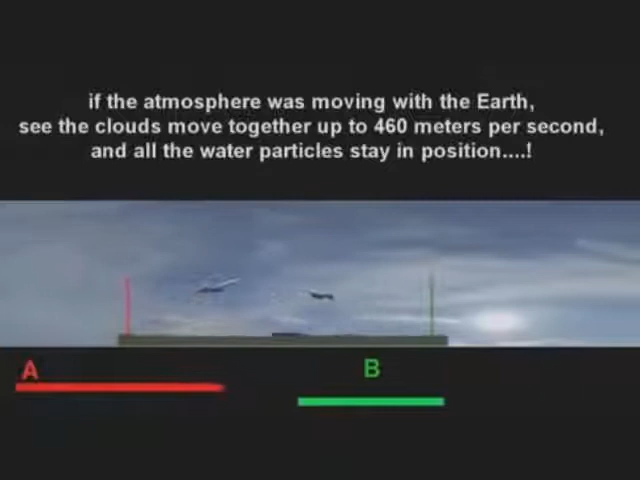 if the atmosphere was moving with the Earth,
see the clouds move together up to 460 meters per second,
and all the water particles stay in position....!
A
B